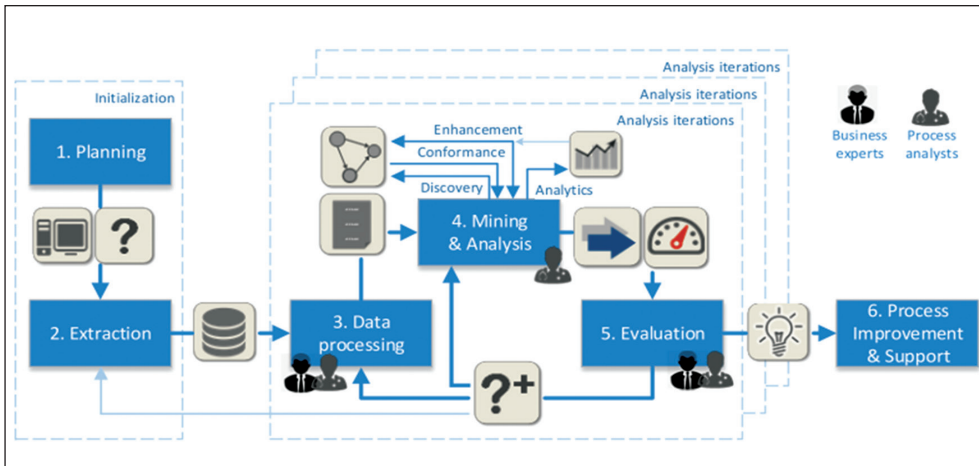 Analysis iterations
Analysis iterations
Analysis iterations
Initialization
1. Planning
Enhancement
Conformance
Discovery
Analytics
Business
experts
Process
analysts
?
4. Mining
& Analysis
2. Extraction
3. Data
processing
5. Evaluation
6. Process
Improvement
& Support
?+